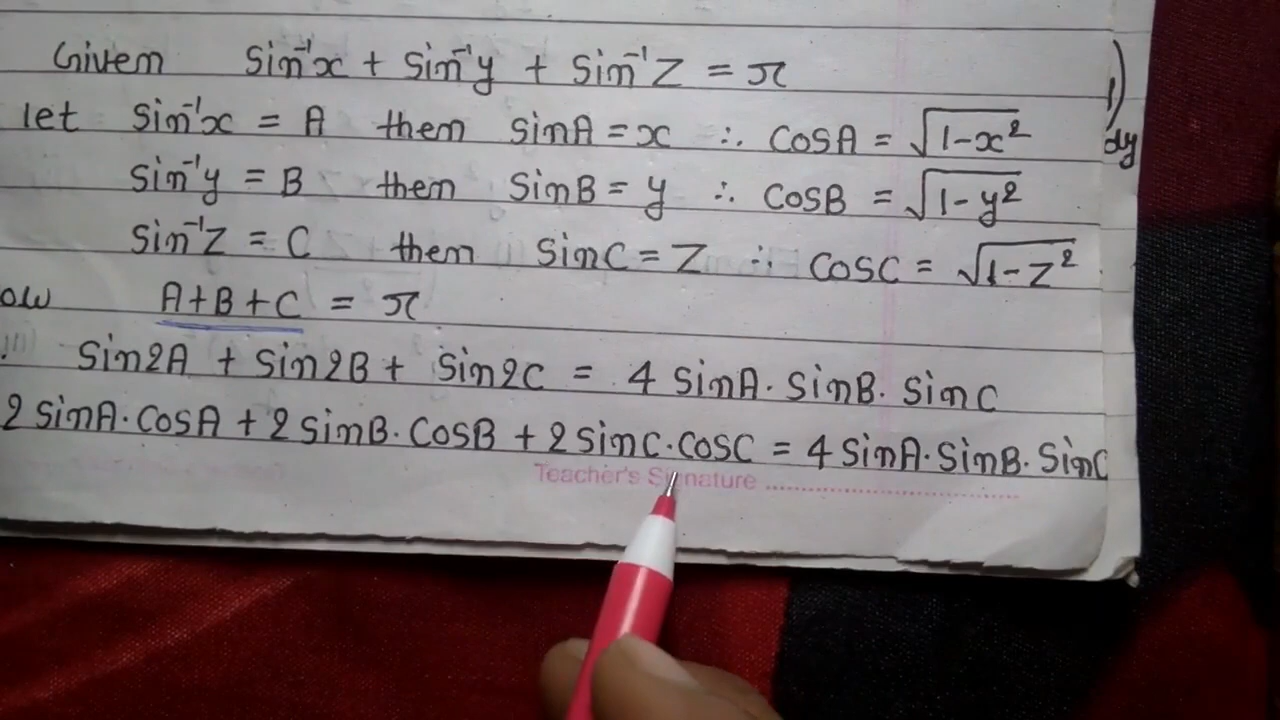 Given sin⁻¹x + sin⁻¹y + sin⁻¹z = π
let sin⁻¹x = A then sinA = x ∴ cosA = √1-x²
sin⁻¹y = B then sinB = y ∴ cosB = √1-y²
sin⁻¹z = C then sinC = z ∴ cosC = √1-z²
ow A+B+C = π
sin2A + sin2B + sin2C = 4 sinA. sinB. sinC
2 sinA. cosA + 2 sinB. cosB + 2 sinC. cosC = 4 sinA. sinB. sinC
Teacher's Signature
1)
dy